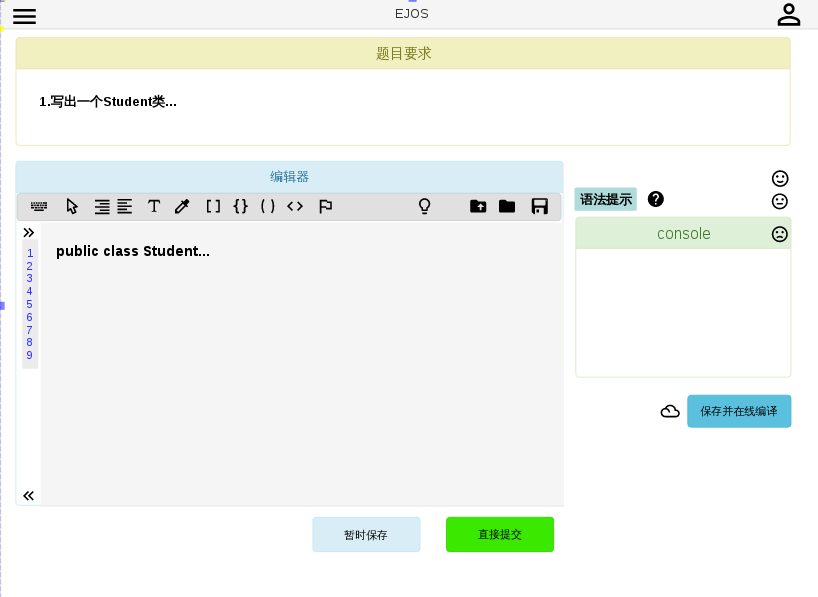 EJOS
题目要求
1.写出一个Student类...
编辑器
语法提示
console
public class Student...
1
2
3
4
5
6
7
8
9
保存并在线编译
暂时保存
直接提交